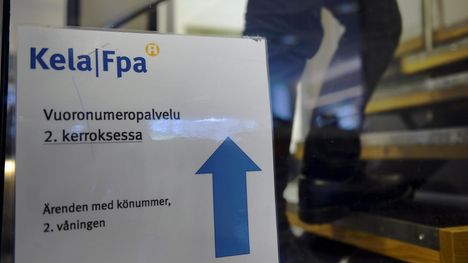 Kela|Fpa
Vuoronumeropalvelu
2. kerroksessa
Ärenden med könummer,
2. våningen